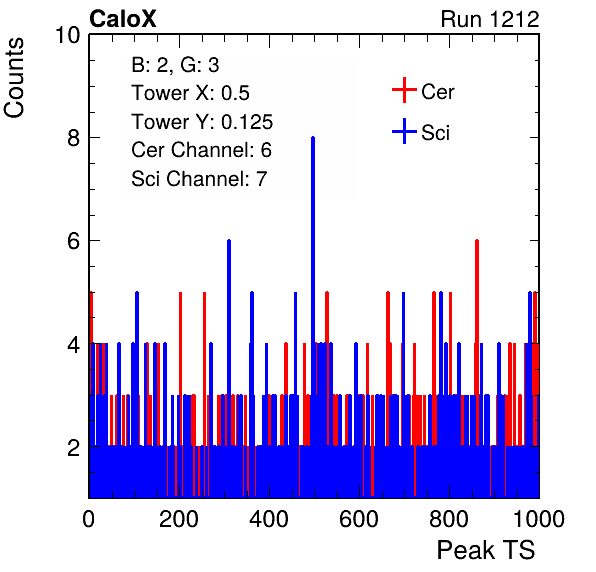 CaloX Run 1212
Counts
10
8
6
4
2
B: 2, G: 3
Tower X: 0.5
Tower Y: 0.125
Cer Channel: 6
Sci Channel: 7
Cer
Sci
0 200 400 600 800 1000
Peak TS